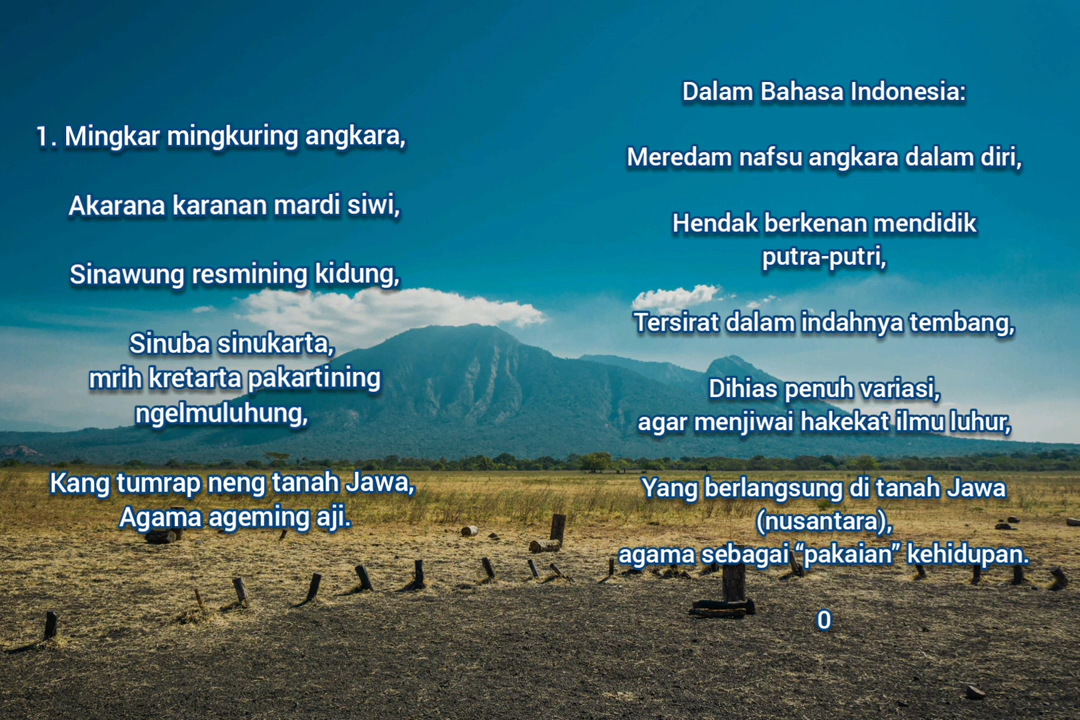 1. Mingkar mingkuring angkara,
Akarana karanan mardi siwi,
Sinawung resmining kidung,
Sinuba sinukarta,
mrih kretarta pakartining
ngelmuluhung,
Kang tumrap neng tanah Jawa,
Agama ageming aji.
Dalam Bahasa Indonesia:
Meredam nafsu angkara dalam diri,
Hendak berkenan mendidik
putra-putri,
Tersirat dalam indahnya tembang,
Dihias penuh variasi,
agar menjiwai hakekat ilmu luhur,
Yang berlangsung di tanah Jawa
(nusantara),
agama sebagai “pakaian” kehidupan.
0